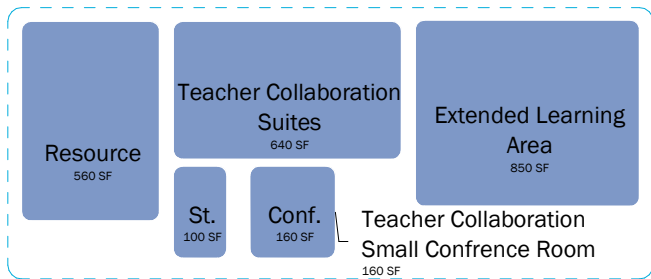 Resource
560 SF
Teacher Collaboration
Suites
640 SF
Extended Learning
Area
850 SF
St.
100 SF
Conf.
160 SF
Teacher Collaboration
Small Confrence Room
160 SF